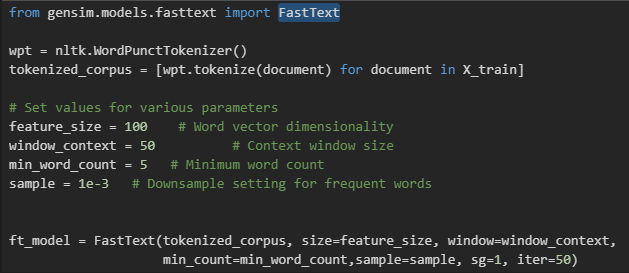 from gensim.models.fasttext import FastText
wpt = nltk.WordPunctTokenizer()
tokenized_corpus = [wpt.tokenize(document) for document in X_train]
# Set values for various parameters
feature_size = 100    # Word vector dimensionality
window_context = 50          # Context window size
min_word_count = 5   # Minimum word count
sample = 1e-3   # Downsample setting for frequent words
ft_model = FastText(tokenized_corpus, size=feature_size, window=window_context,
                    min_count=min_word_count,sample=sample, sg=1, iter=50)